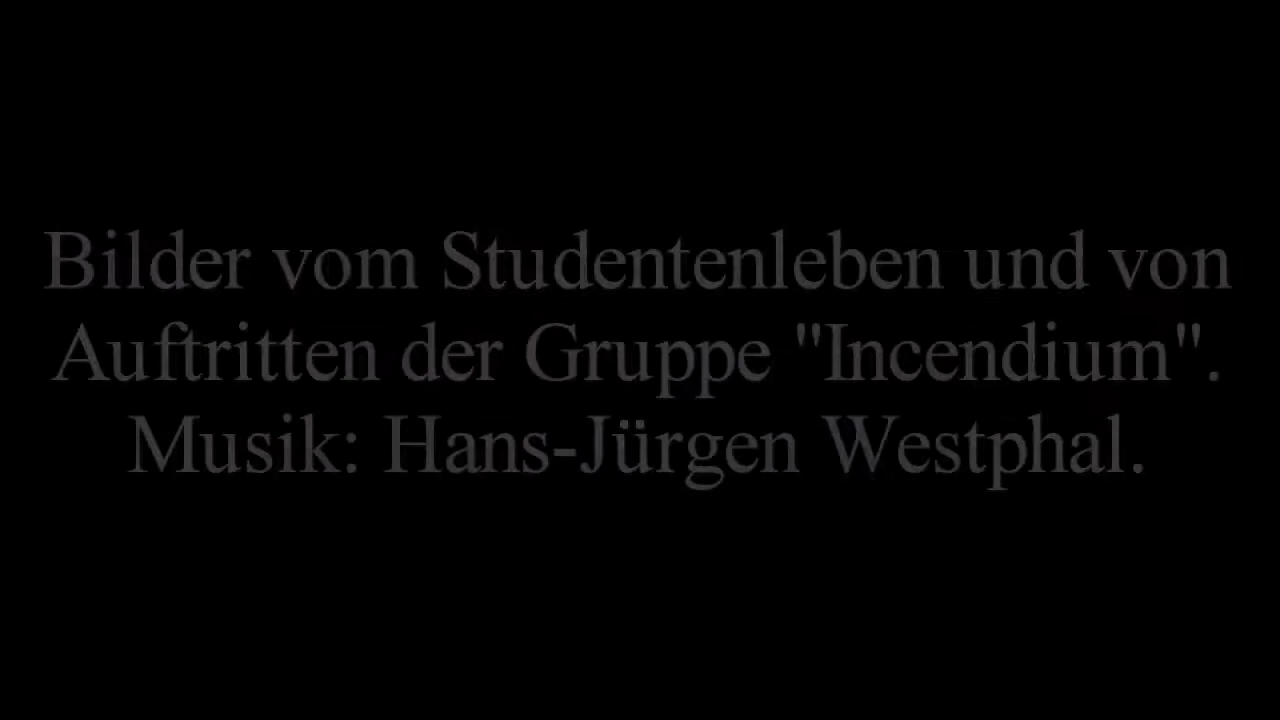 Bilder vom Studentenleben und von
Auftritten der Gruppe "Incendium".
Musik: Hans-Jürgen Westphal.